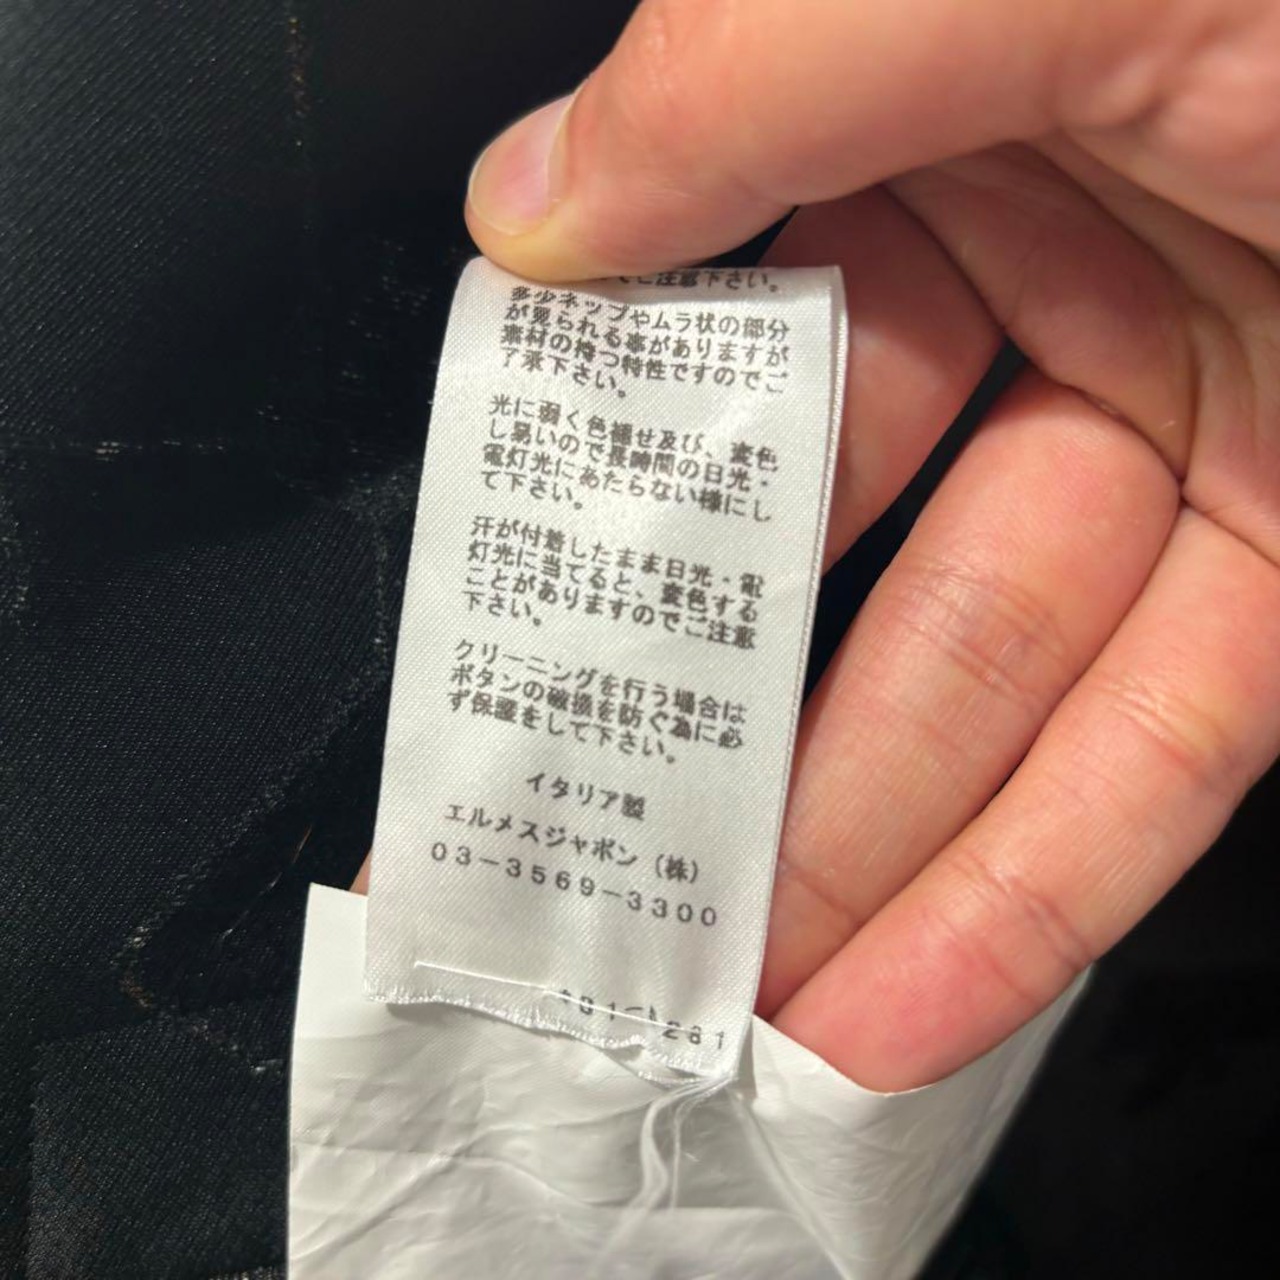 でご注意下さい。
多少ネップやムラ状の部分
が見られる事がありますが
素材の持つ特性ですのでご
了承下さい。
光に弱く色褪せ及び、変色
し易いので長時間の日光・
電灯光にあたらない様にし
て下さい。
汗が付着したまま日光・電
灯光に当てると、変色する
ことがありますのでご注意
下さい。
クリーニングを行う場合は
ボタンの破損を防ぐ為に必
ず保護をして下さい。
イタリア製
エルメスジャポン（株）
03－3569－3300